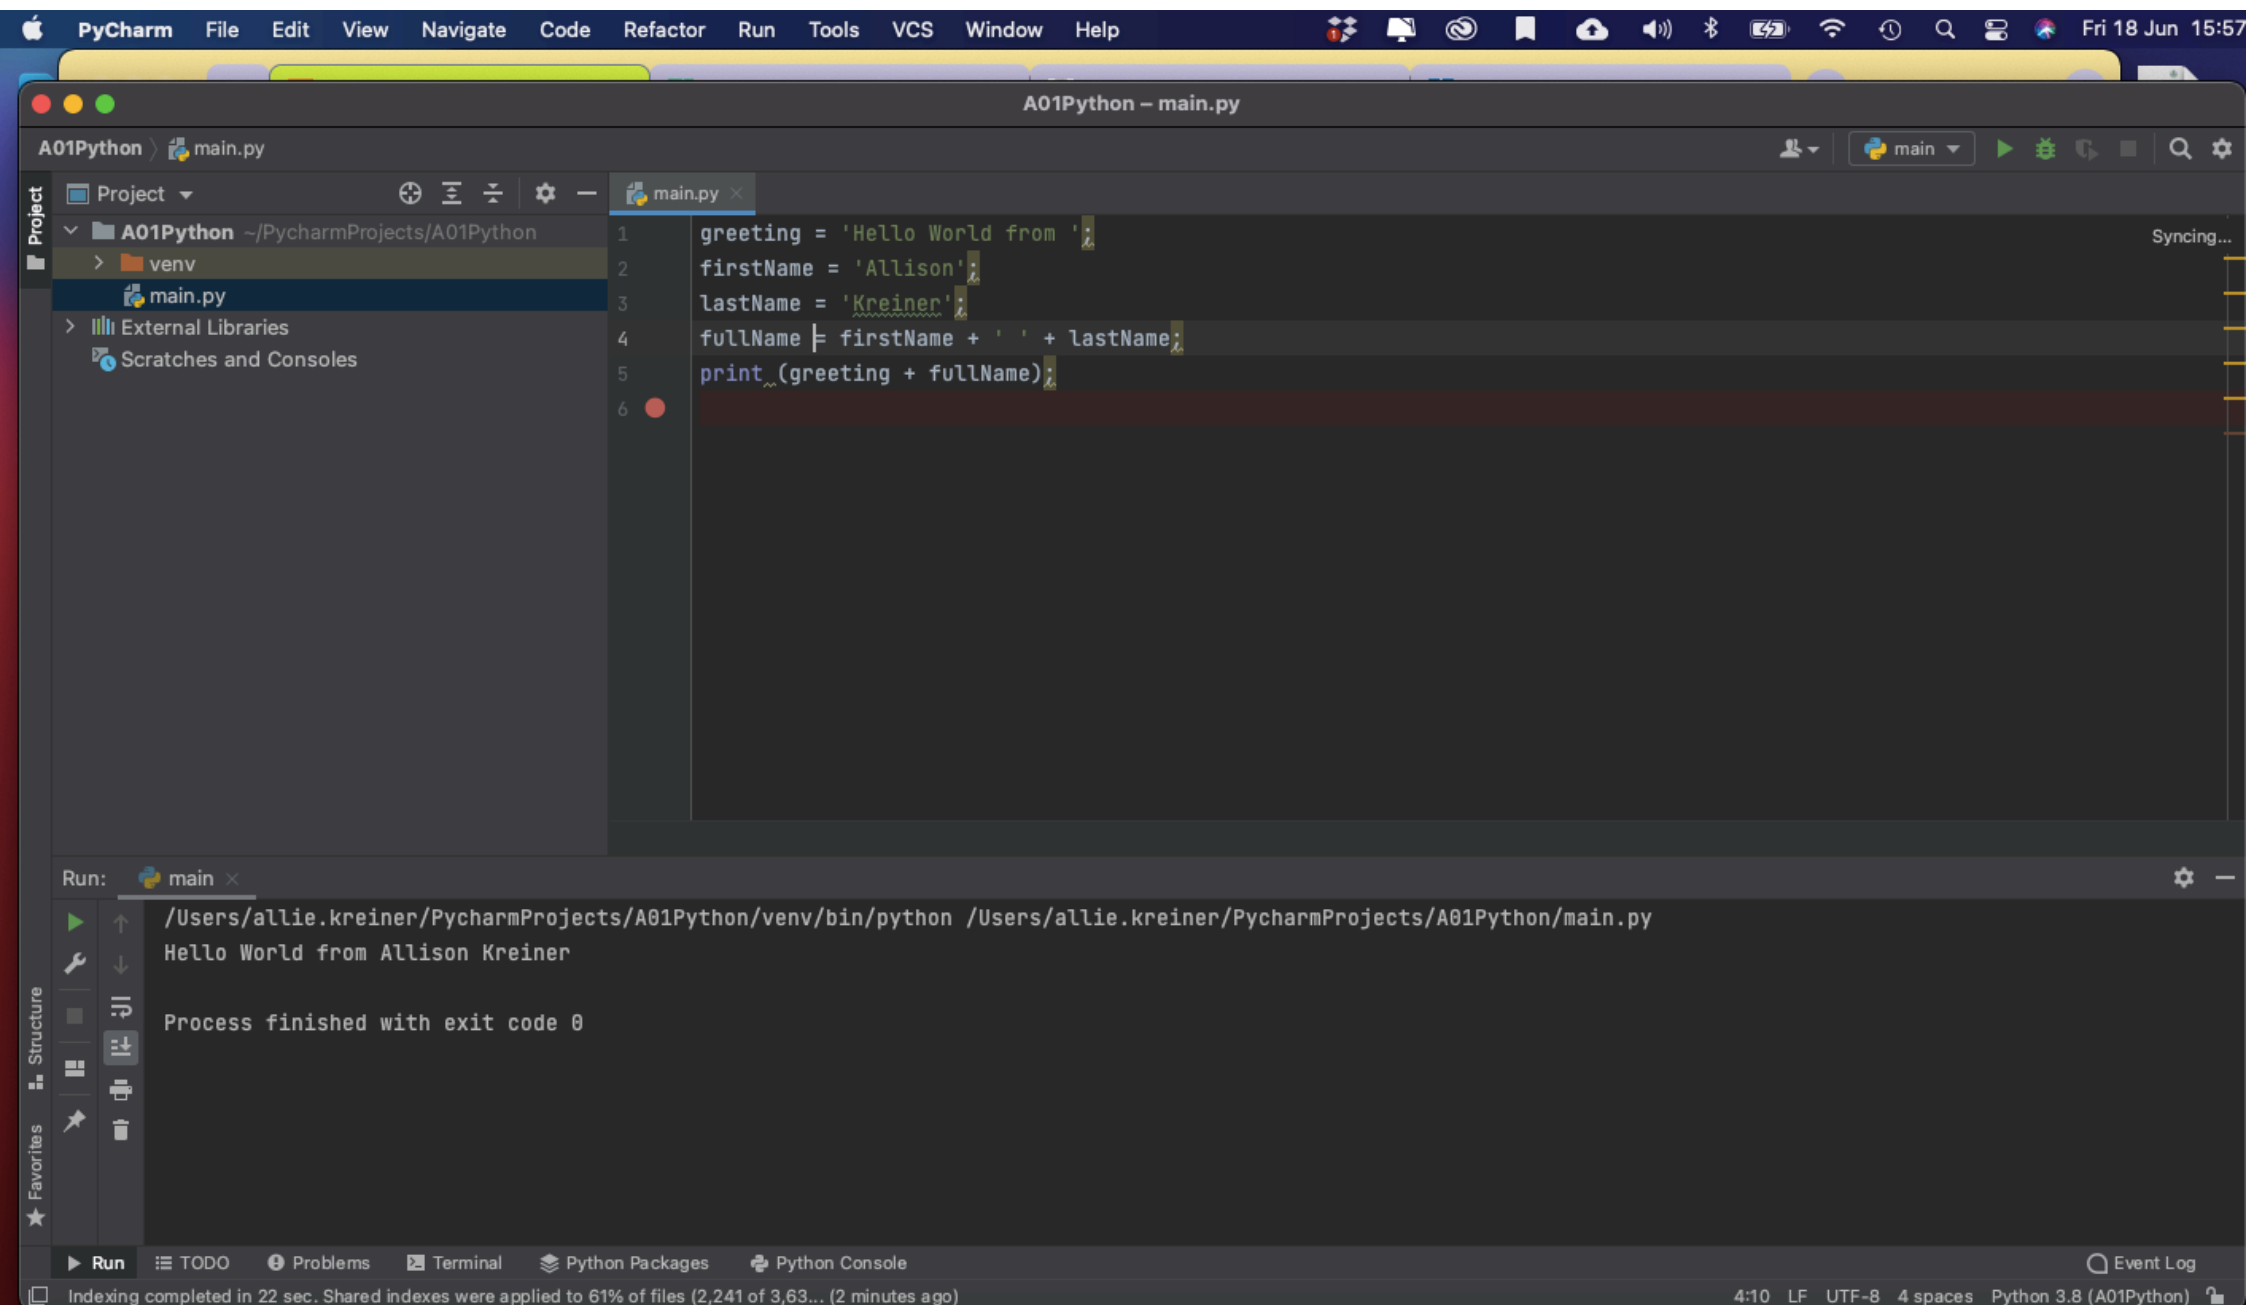 PyCharm File Edit View Navigate Code Refactor Run Tools VCS Window Help Fri 18 Jun 15:57
A01Python – main.py
A01Python main.py main
Project
Project main.py
A01Python ~/PycharmProjects/A01Python
venv
main.py
External Libraries
Scratches and Consoles
1 greeting = 'Hello World from ';
Syncing...
2 firstName = 'Allison';
3 lastName = 'Kreiner';
4 fullName = firstName + ' ' + lastName;
5 print (greeting + fullName);
6
Run: main
/Users/allie.kreiner/PycharmProjects/A01Python/venv/bin/python /Users/allie.kreiner/PycharmProjects/A01Python/main.py
Hello World from Allison Kreiner
Process finished with exit code 0
Structure
Favorites
Run TODO Problems Terminal Python Packages Python Console Event Log
Indexing completed in 22 sec. Shared indexes were applied to 61% of files (2,241 of 3,63... (2 minutes ago) 4:10 LF UTF-8 4 spaces Python 3.8 (A01Python)